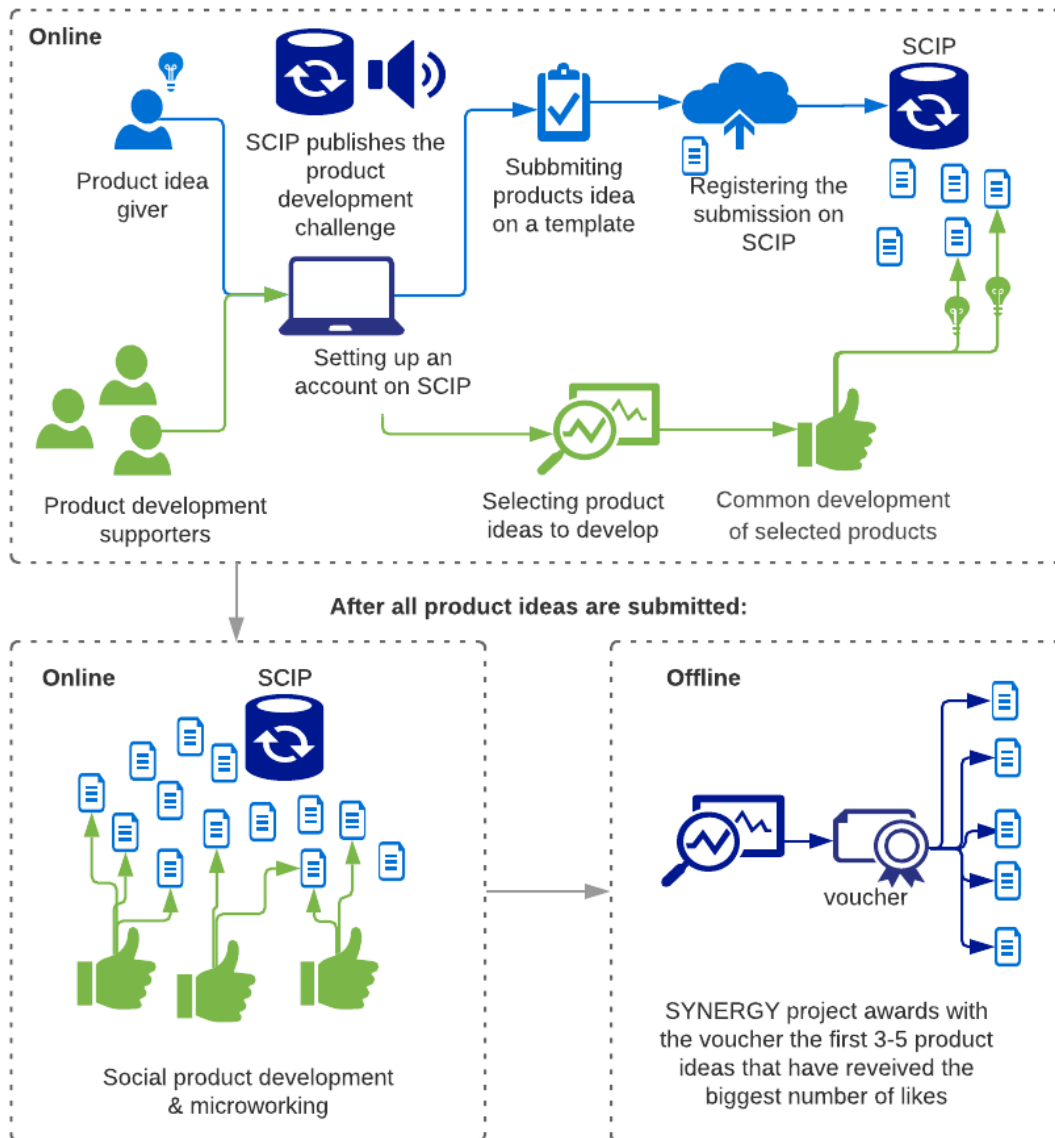 Online
SCIP
SCIP publishes the
product
development
challenge
Product idea
giver
Subbmiting
products idea
on a template
Registering the
submission on
SCIP
Setting up an
account on SCIP
Product development
supporters
Selecting product
ideas to develop
Common development
of selected products
After all product ideas are submitted:
Online
SCIP
Social product development
& microworking
Offline
voucher
SYNERGY project awards with
the voucher the first 3-5 product
ideas that have reveived the
biggest number of likes